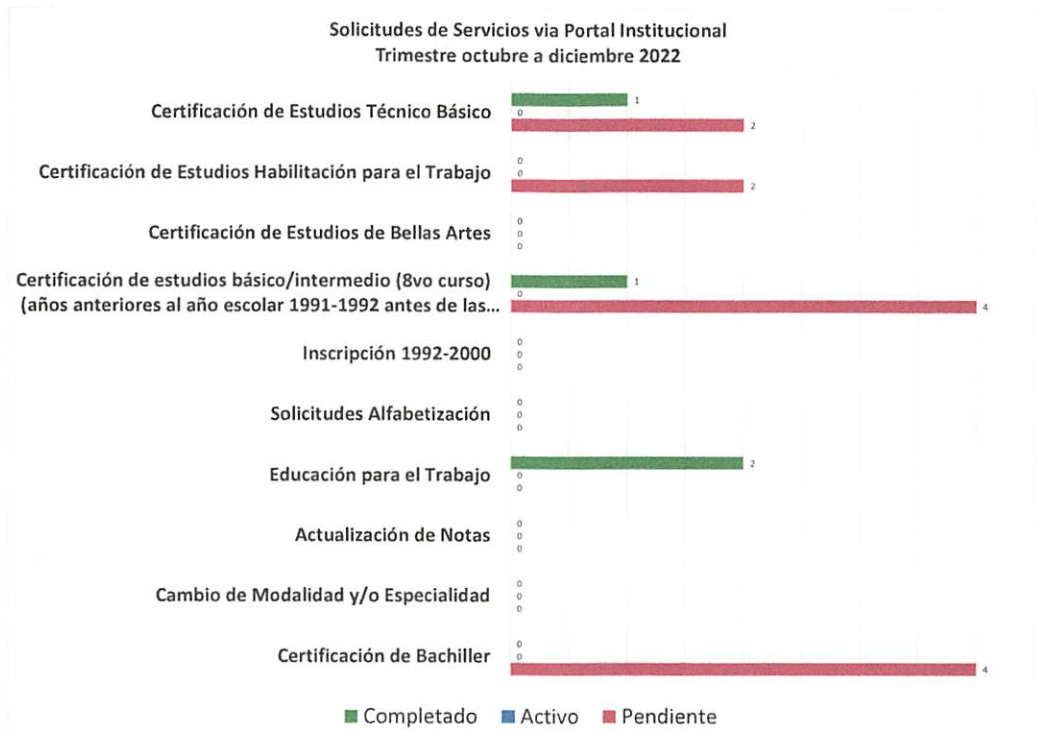 Solicitudes de Servicios via Portal Institucional
Trimestre octubre a diciembre 2022
Certificación de Estudios Técnico Básico
1
0
2
Certificación de Estudios Habilitación para el Trabajo
0
0
2
Certificación de Estudios de Bellas Artes
0
0
0
Certificación de estudios básico/intermedio (8vo curso)
(años anteriores al año escolar 1991-1992 antes de las...
1
0
4
Inscripción 1992-2000
0
0
0
Solicitudes Alfabetización
0
0
0
Educación para el Trabajo
2
0
0
Actualización de Notas
0
0
0
Cambio de Modalidad y/o Especialidad
0
0
0
Certificación de Bachiller
0
0
4
Completado Activo Pendiente